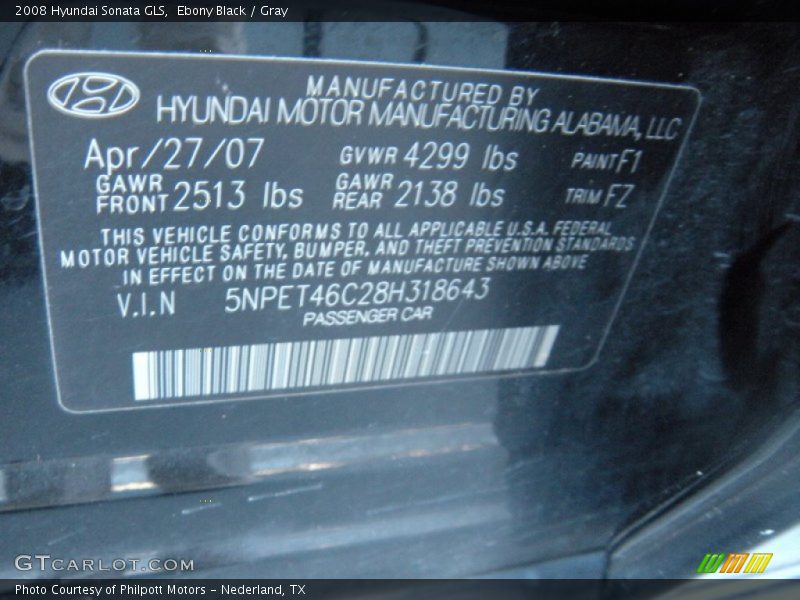 2008 Hyundai Sonata GLS, Ebony Black / Gray
MANUFACTURED BY
HYUNDAI MOTOR MANUFACTURING ALABAMA, LLC
Apr/27/07 GVWR 4299 lbs PAINT F1
GAWR FRONT 2513 lbs GAWR REAR 2138 lbs TRIM FZ
THIS VEHICLE CONFORMS TO ALL APPLICABLE U.S.A. FEDERAL
MOTOR VEHICLE SAFETY, BUMPER, AND THEFT PREVENTION STANDARDS
IN EFFECT ON THE DATE OF MANUFACTURE SHOWN ABOVE
V.I.N 5NPET46C28H318643
PASSENGER CAR
GTCARLOT.COM
Photo Courtesy of Philpott Motors - Nederland, TX